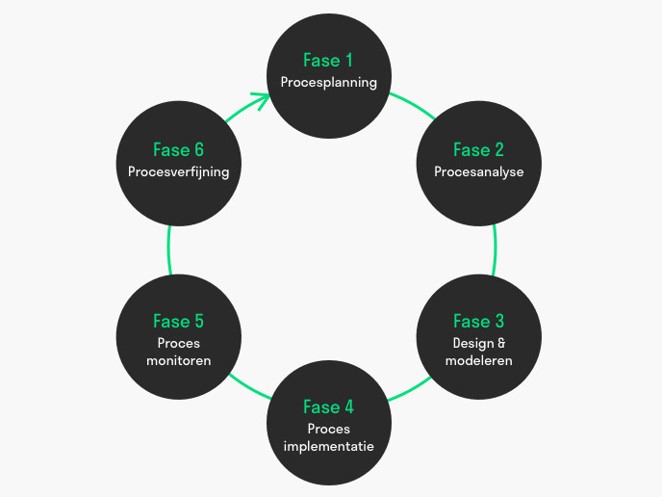 Fase 1
Procesplanning
Fase 2
Procesanalyse
Fase 3
Design &
modeleren
Fase 4
Proces
implementatie
Fase 5
Proces
monitoren
Fase 6
Procesverfijning